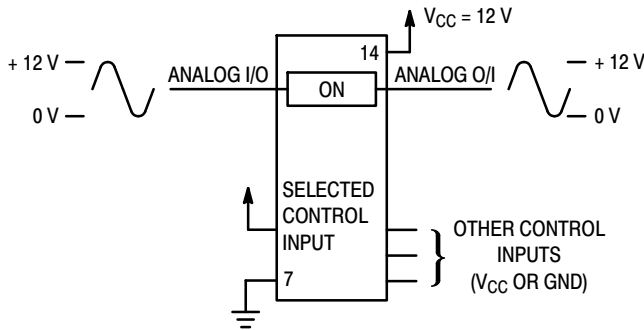 VCC = 12 V
14
+ 12 V
ANALOG I/O
ON
ANALOG O/I
+ 12 V
0 V
0 V
SELECTED
CONTROL
INPUT
OTHER CONTROL
INPUTS
(VCC OR GND)
7